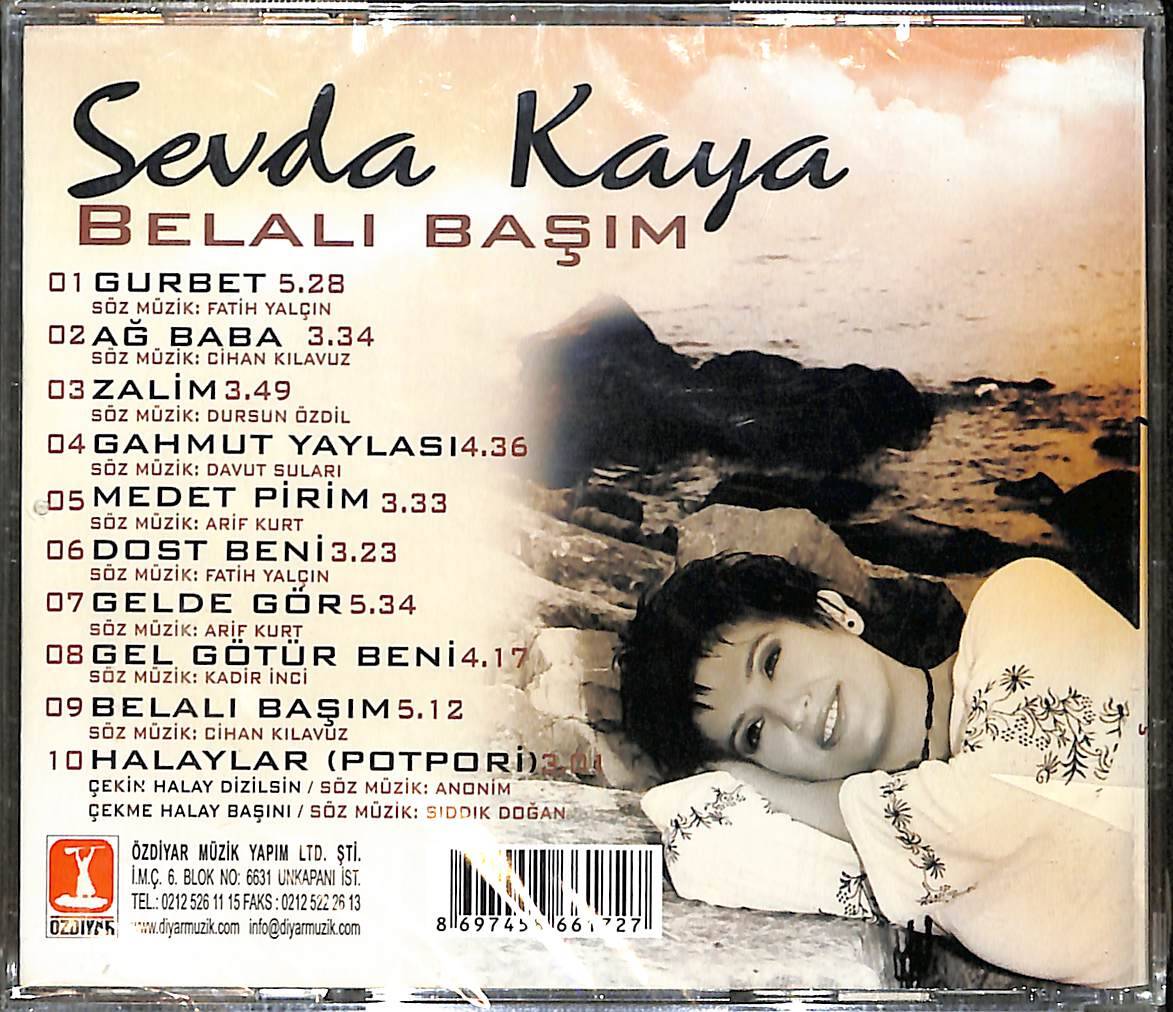 Sevda Kaya
BELALI BAŞIM
01 GURBET 5.28
SÖZ MÜZİK: FATİH YALÇIN
02 AĞ BABA 3.34
SÖZ MÜZİK: CİHAN KILAVUZ
03 ZALİM 3.49
SÖZ MÜZİK: DURSUN ÖZDİL
04 GAHMUT YAYLASI 4.36
SÖZ MÜZİK: DAVUT SULARI
05 MEDET PİRİM 3.33
SÖZ MÜZİK: ARİF KURT
06 DOST BENİ 3.23
SÖZ MÜZİK: FATİH YALÇIN
07 GELDE GÖR 5.34
SÖZ MÜZİK: ARİF KURT
08 GEL GÖTÜR BENİ 4.17
SÖZ MÜZİK: KADİR İNCİ
09 BELALI BAŞIM 5.12
SÖZ MÜZİK: CİHAN KILAVUZ
10 HALAYLAR (POTPORİ) 3.01
ÇEKİN HALAY DİZİLSİN / SÖZ MÜZİK: ANONİM
ÇEKME HALAY BAŞINI / SÖZ MÜZİK: SIDDIK DOĞAN
ÖZDİYAR MÜZİK YAPIM LTD. ŞTİ.
İ.M.Ç. 6. BLOK NO: 6631 UNKAPANI İST.
TEL.: 0212 526 11 15 FAKS : 0212 522 26 13
www.diyarmuzik.com info@diyarmuzik.com
ÖZDİYAR